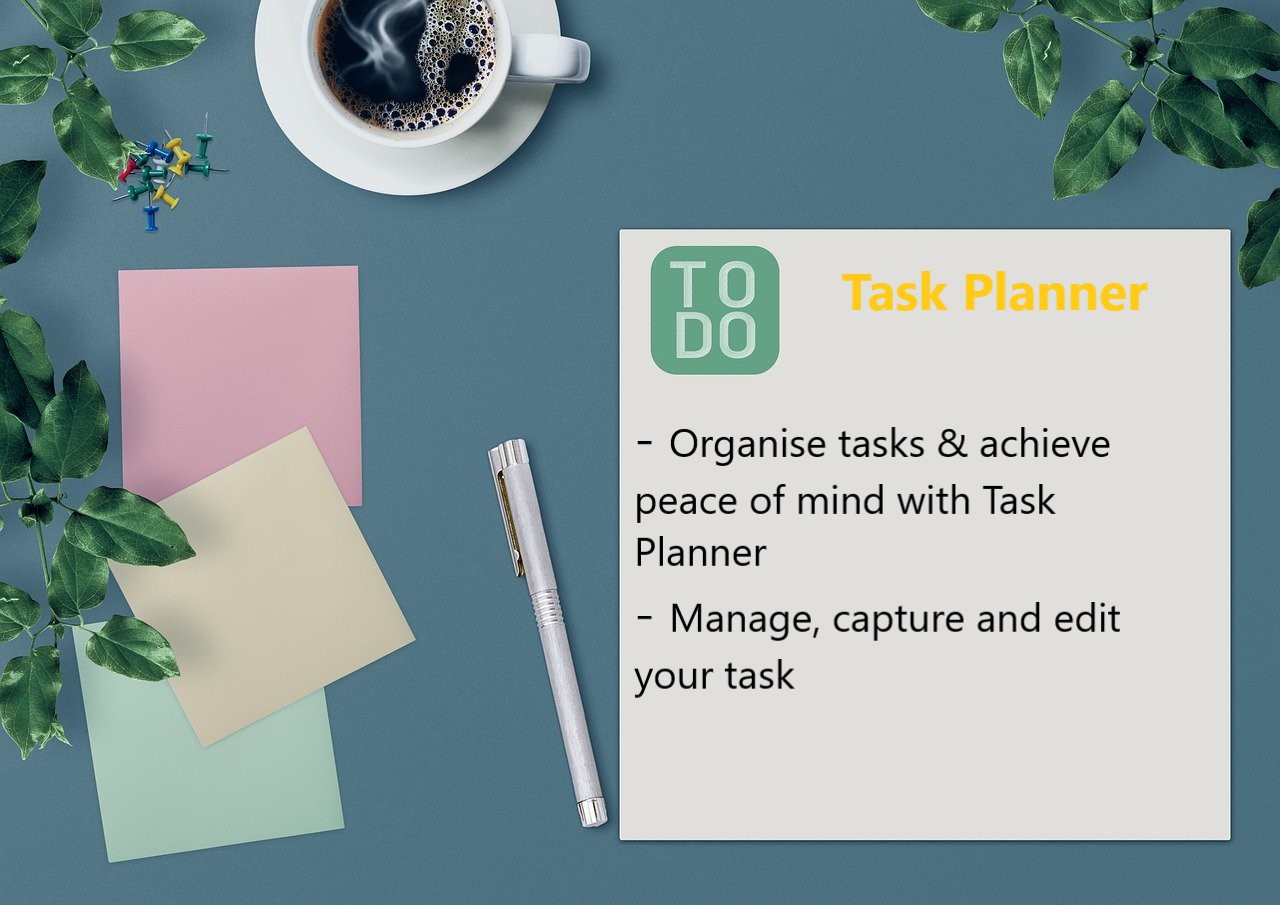 TO
DO
Task Planner
- Organise tasks & achieve
peace of mind with Task
Planner
- Manage, capture and edit
your task